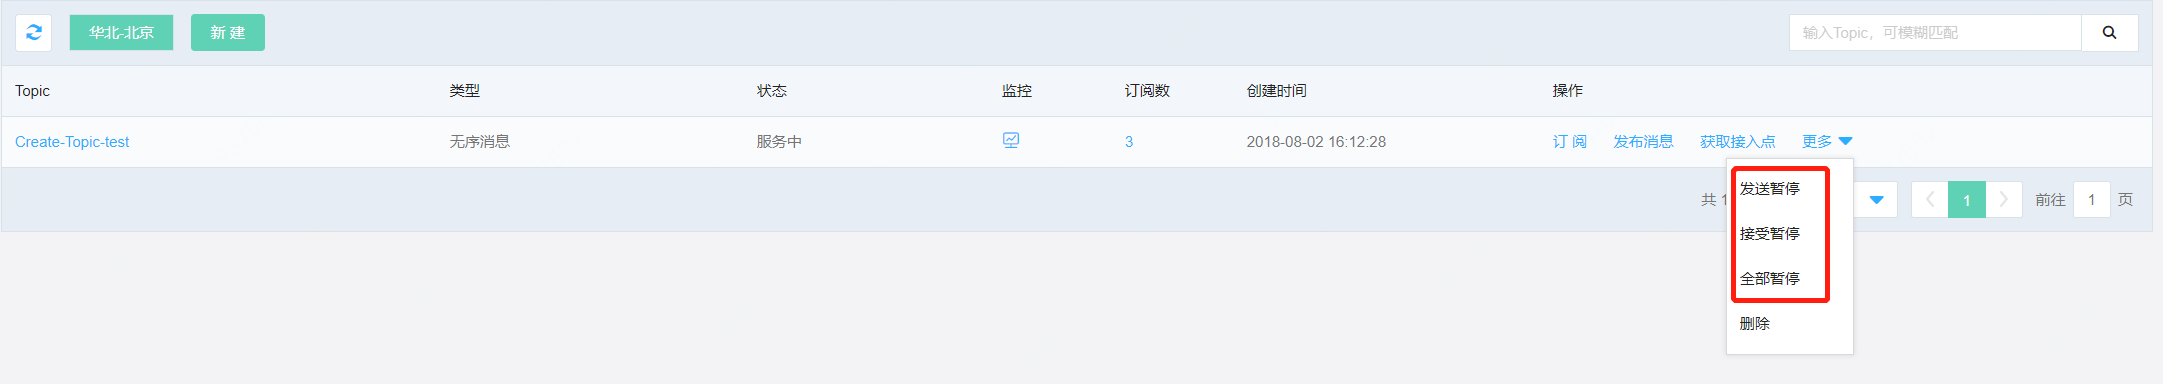 华北-北京 新 建 输入Topic，可模糊匹配
Topic 类型 状态 监控 订阅数 创建时间 操作
Create-Topic-test 无序消息 服务中 3 2018-08-02 16:12:28 订 阅 发布消息 获取接入点 更多
发送暂停
接受暂停
全部暂停
删除
共 1 1 前往 1 页